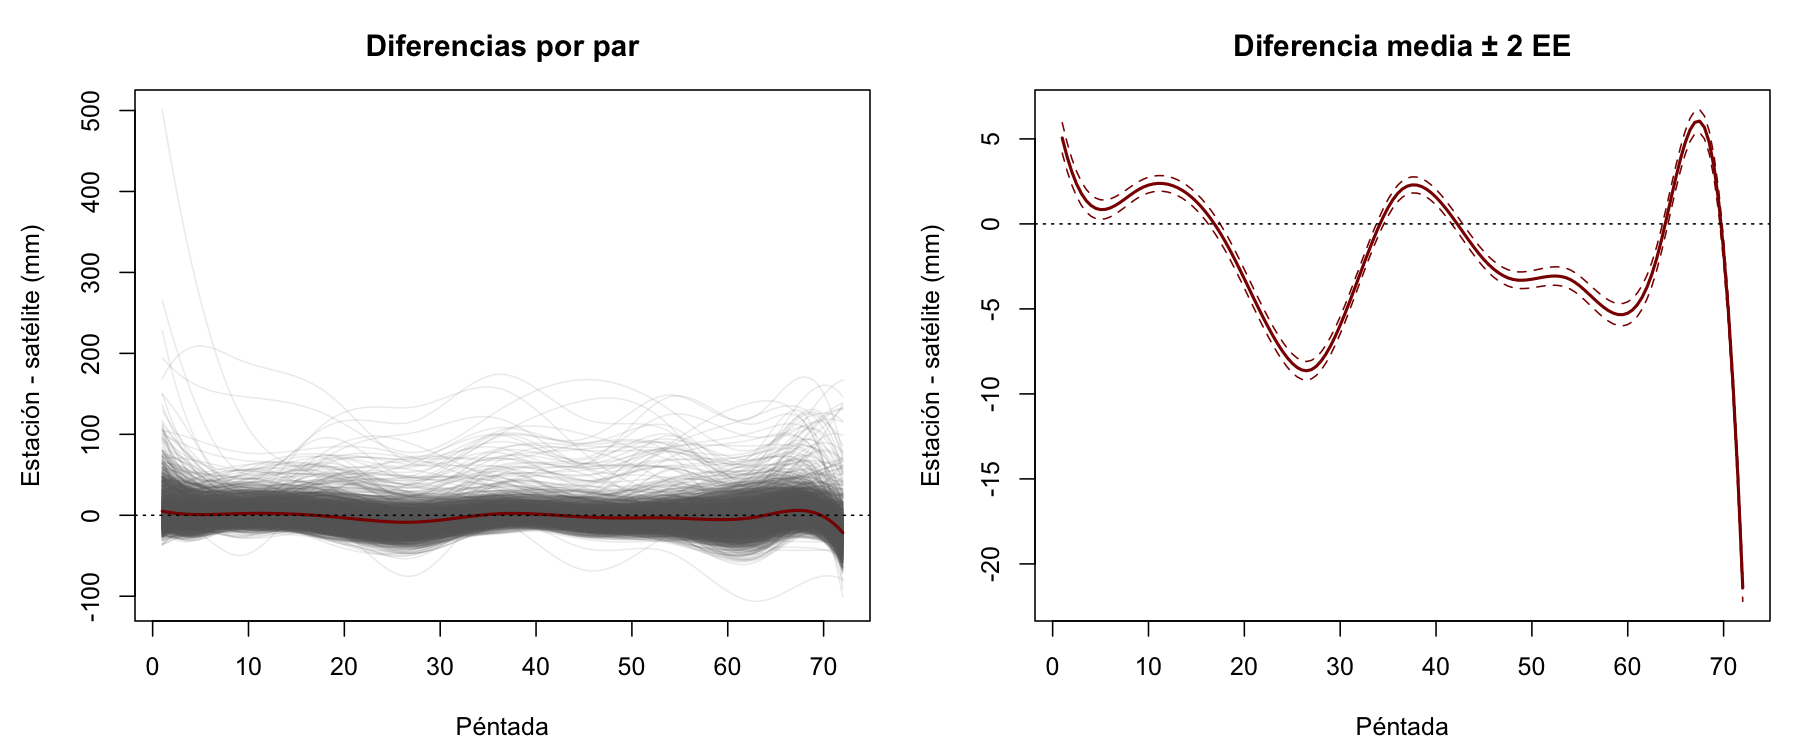 Diferencias por par
Estación - satélite (mm)
500
400
300
200
100
0
-100
0 10 20 30 40 50 60 70
Péntada
Diferencia media ± 2 EE
Estación - satélite (mm)
5
0
-5
-10
-15
-20
0 10 20 30 40 50 60 70
Péntada